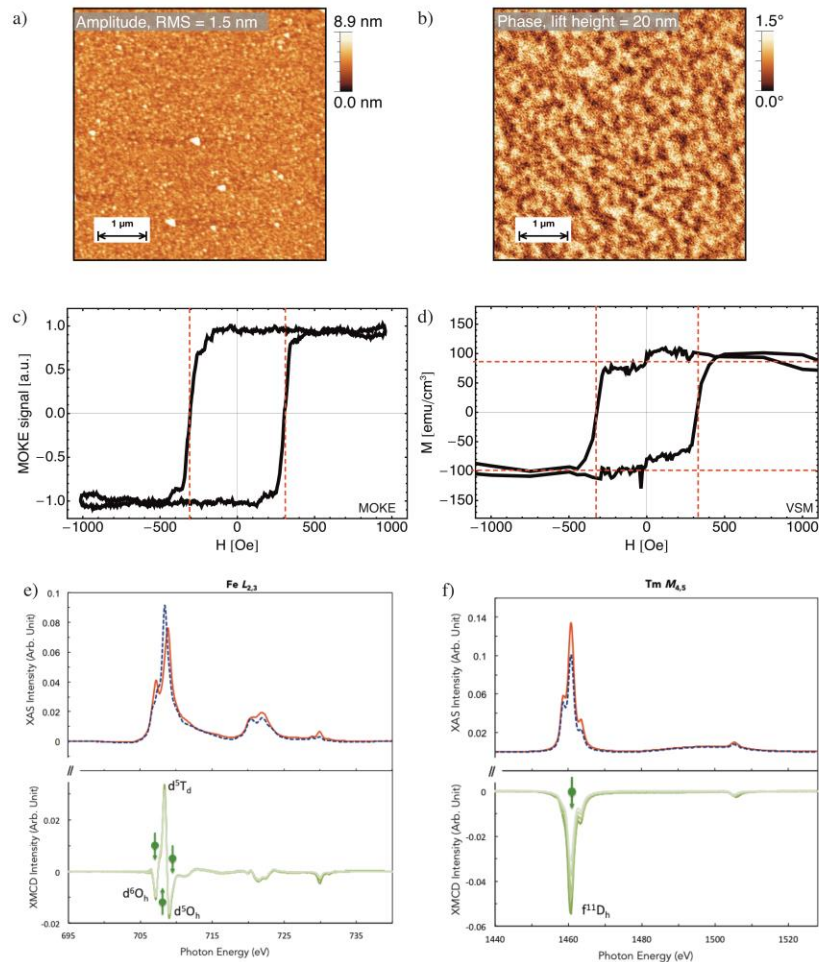 a)
Amplitude, RMS = 1.5 nm
8.9 nm
0.0 nm
1 µm
b)
Phase, lift height = 20 nm
1.5°
0.0°
1 µm
c)
MOKE signal [a.u.]
1.0
0.5
0.0
−0.5
−1.0
−1000
−500
0
500
1000
H [Oe]
MOKE
d)
M [emu/cm³]
150
100
50
0
−50
−100
−150
−1000
−500
0
500
1000
H [Oe]
VSM
e)
Fe L2,3
XAS Intensity (Arb. Unit)
0.1
0.08
0.06
0.04
0.02
0
XMCD Intensity (Arb. Unit)
0.02
0
-0.02
d⁵Td
d⁶Oh
d⁵Oh
695
705
715
725
735
Photon Energy (eV)
f)
Tm M4,5
XAS Intensity (Arb. Unit)
0.14
0.1
0.06
0.02
XMCD Intensity (Arb. Unit)
0
-0.02
-0.04
-0.06
f¹¹Dh
1440
1460
1480
1500
1520
Photon Energy (eV)